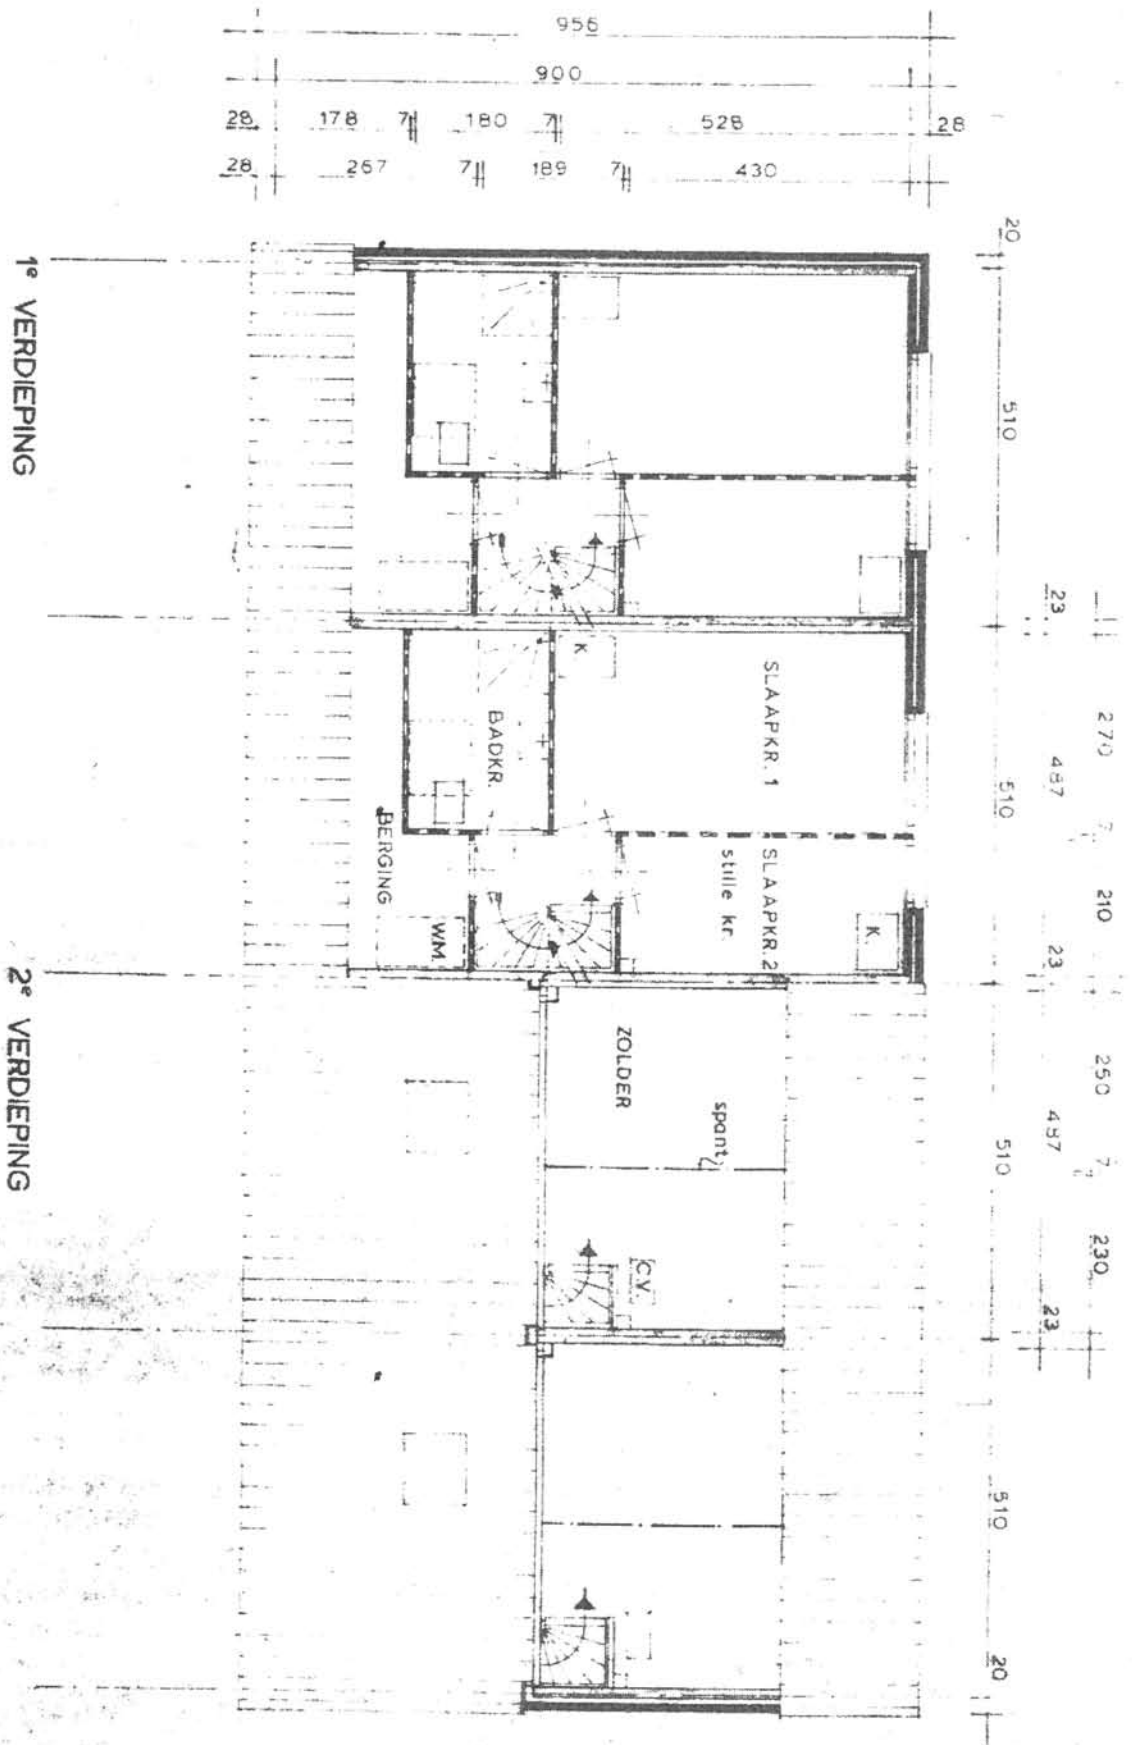 956
900
28 178 7 180 7 528 28
28 267 7 189 7 430
20
510
23
270
487
7
510
210
23
250
487
7
510
230
23
510
20
1e VERDIEPING
K
SLAAPKR. 1
BADKR.
BERGING
SLAAPKR. 2
stille kr.
WM.
K.
2e VERDIEPING
ZOLDER
spant
C.V.